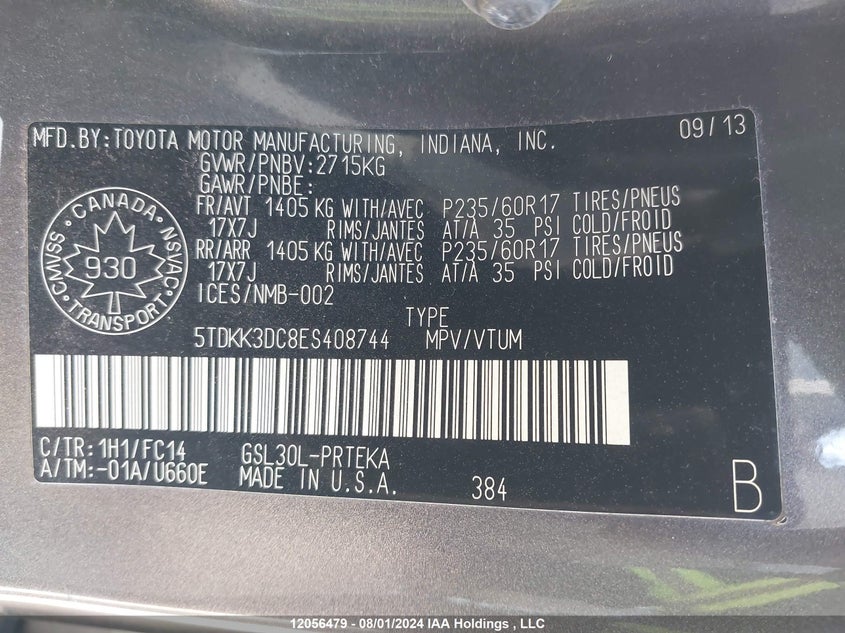 MFD.BY:TOYOTA MOTOR MANUFACTURING, INDIANA, INC. 09/13
GVWR/PNBV:2715KG
GAWR/PNBE:
FR/AVT 1405KG WITH/AVEC P235/60R17 TIRES/PNEUS
17X7J RIMS/JANTES AT/A 35 PSI COLD/FROID
RR/ARR 1405KG WITH/AVEC P235/60R17 TIRES/PNEUS
17X7J RIMS/JANTES AT/A 35 PSI COLD/FROID
ICES/NMB-002
CANADA
CMVSS 930 NSVAC
TRANSPORT
TYPE
5TDKK3DC8ES408744 MPV/VTUM
C/TR: 1H1/FC14 GSL30L-PRTEKA
A/TM:-01A/U660E MADE IN U.S.A. 384 B
12056479 - 08/01/2024 IAA Holdings , LLC